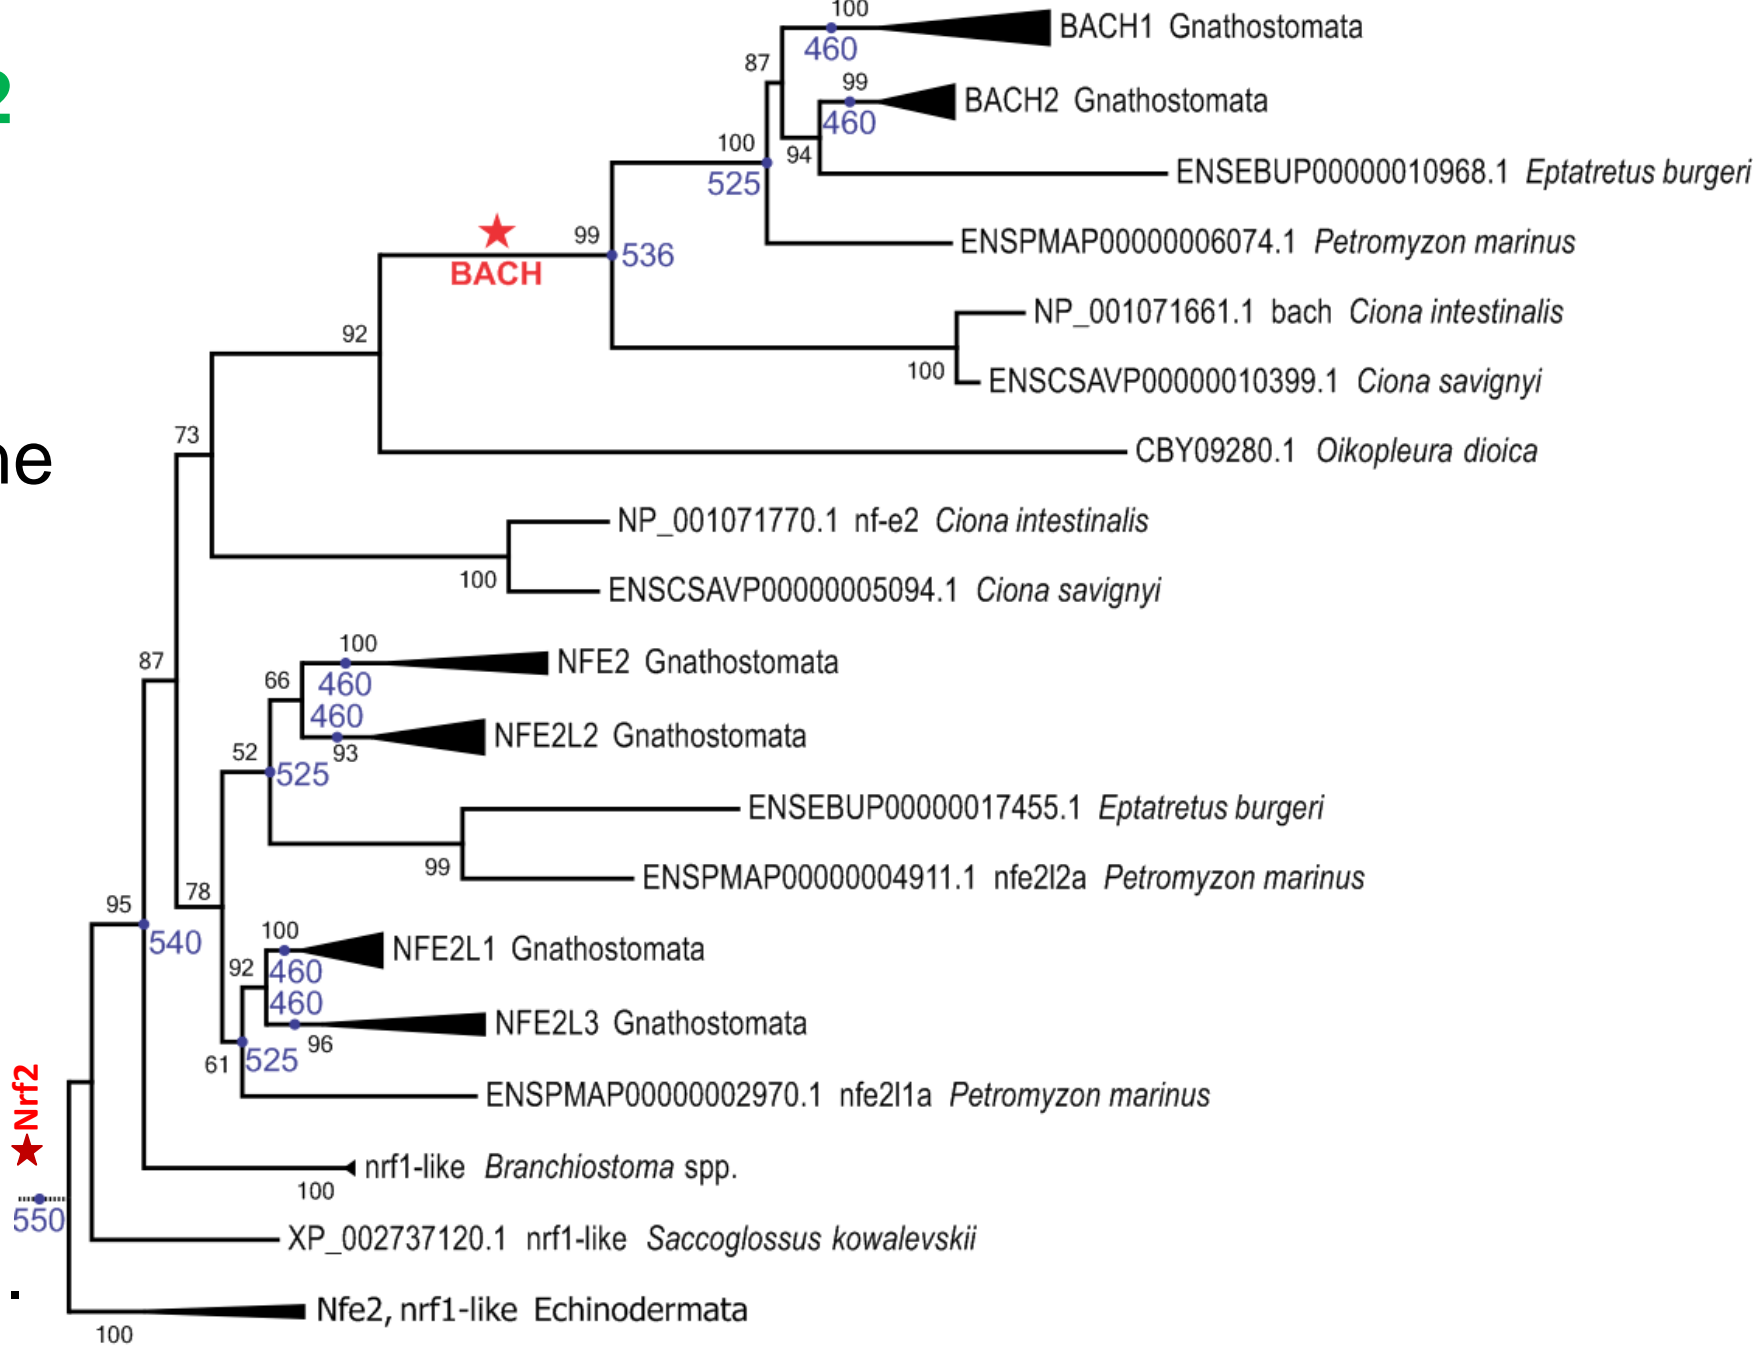 100
BACH1 Gnathostomata
460
87
2
99
BACH2 Gnathostomata
460
100
94
ENSEBUP00000010968.1 Eptatretus burgeri
525
99
ENSPMAP00000006074.1 Petromyzon marinus
536
BACH
NP_001071661.1 bach Ciona intestinalis
92
100
ENSCSAVP00000010399.1 Ciona savignyi
73
CBY09280.1 Oikopleura dioica
ne
NP_001071770.1 nf-e2 Ciona intestinalis
100
ENSCSAVP00000005094.1 Ciona savignyi
100
87
NFE2 Gnathostomata
66
460
460
NFE2L2 Gnathostomata
93
52
525
ENSEBUP00000017455.1 Eptatretus burgeri
99
ENSPMAP00000004911.1 nfe2l2a Petromyzon marinus
78
95
100
540
NFE2L1 Gnathostomata
92
460
460
NFE2L3 Gnathostomata
96
61
525
Nrf2
ENSPMAP00000002970.1 nfe2l1a Petromyzon marinus
nrf1-like Branchiostoma spp.
100
550
XP_002737120.1 nrf1-like Saccoglossus kowalevskii
.
Nfe2, nrf1-like Echinodermata
100